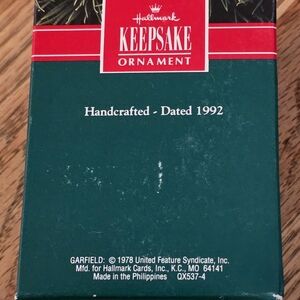 Hallmark
KEEPSAKE
ORNAMENT
Handcrafted - Dated 1992
GARFIELD: © 1978 United Feature Syndicate, Inc.
Mfd. for Hallmark Cards, Inc., K.C., MO 64141
Made in the Philippines QX537-4